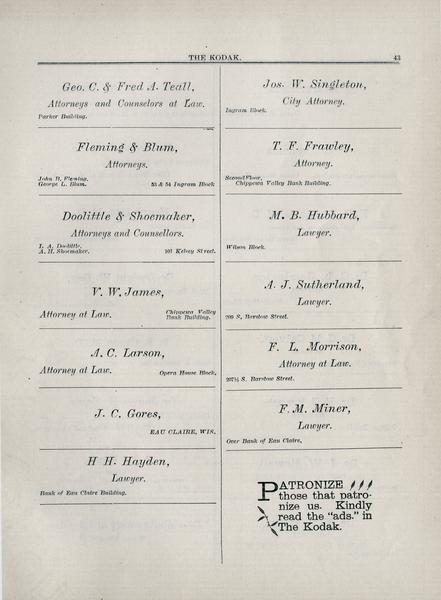 THE KODAK. 43
Geo. C. & Fred A. Teall,
Attorneys and Counselors at Law.
Parker Building.
Fleming & Blum,
Attorneys.
John B. Fleming.
George L. Blum. 53 & 54 Ingram Block
Doolittle & Shoemaker,
Attorneys and Counsellors.
L. A. Doolittle.
A. H. Shoemaker. 101 Kelsey Street.
V. W. James,
Attorney at Law. Chippewa Valley
Bank Building.
A. C. Larson,
Attorney at Law. Opera House Block,
J. C. Gores,
EAU CLAIRE, WIS.
H H. Hayden,
Lawyer.
Bank of Eau Claire Building.
Jos. W. Singleton,
City Attorney.
Ingram Block.
T. F. Frawley,
Attorney.
Second Floor,
Chippewa Valley Bank Building.
M. B. Hubbard,
Lawyer.
Wilson Block.
A. J. Sutherland,
Lawyer.
209 S. Barstow Street.
F. L. Morrison,
Attorney at Law.
207½ S. Barstow Street.
F. M. Miner,
Lawyer.
Over Bank of Eau Claire,
PATRONIZE
those that patro-
nize us. Kindly
read the "ads." in
The Kodak.